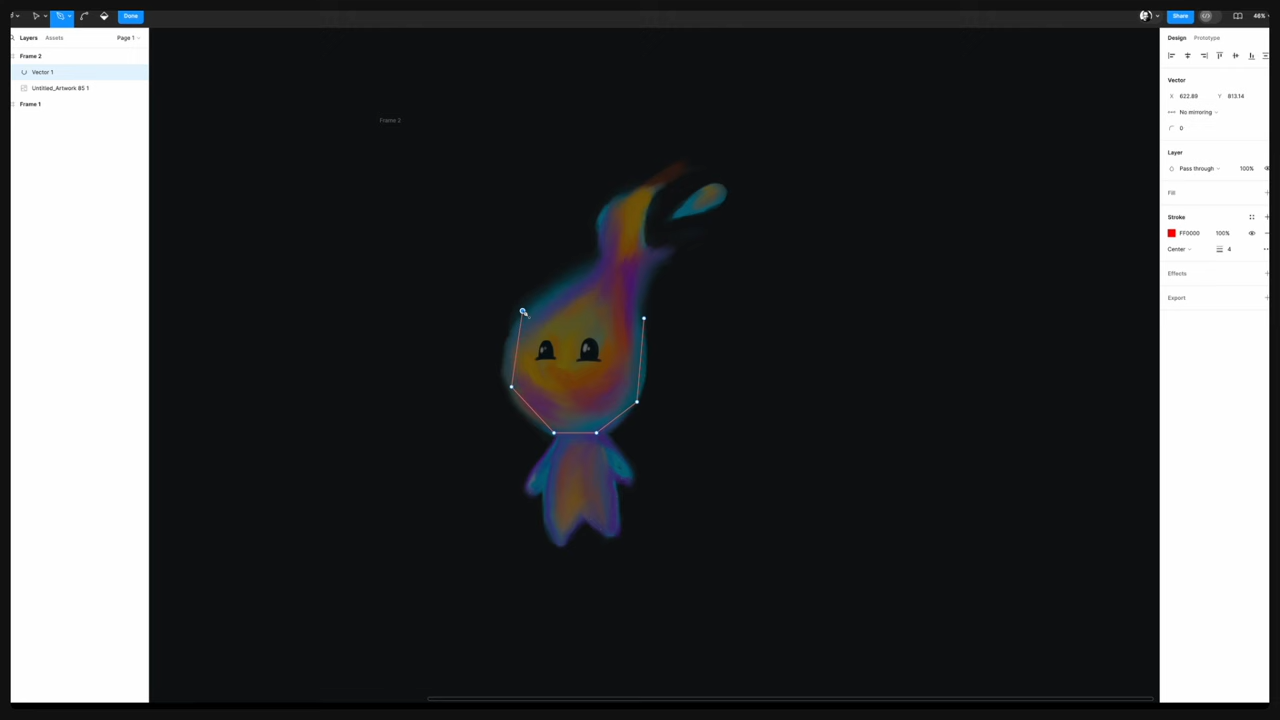 Done
Share
46%
Layers Assets Page 1
Design Prototype
Frame 2
Vector 1
Untitled_Artwork 85 1
Frame 1
Frame 2
Vector
X 622.89 Y 813.14
No mirroring
0
Layer
Pass through 100%
Fill
Stroke
FF0000 100%
Center 4
Effects
Export